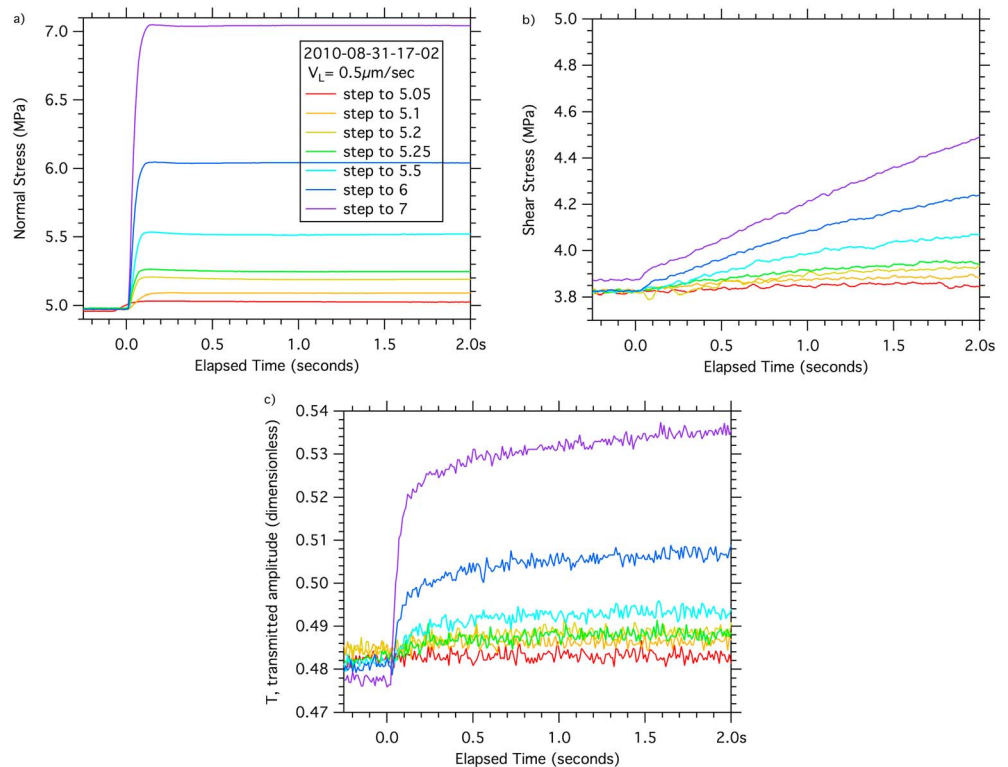 a)
7.0
6.5
6.0
5.5
5.0
Normal Stress (MPa)
2010-08-31-17-02
V_L= 0.5µm/sec
step to 5.05
step to 5.1
step to 5.2
step to 5.25
step to 5.5
step to 6
step to 7
0.0 0.5 1.0 1.5 2.0s
Elapsed Time (seconds)
b)
5.0
4.8
4.6
4.4
4.2
4.0
3.8
Shear Stress (MPa)
0.0 0.5 1.0 1.5 2.0s
Elapsed Time (seconds)
c)
0.54
0.53
0.52
0.51
0.50
0.49
0.48
0.47
T, transmitted amplitude (dimensionless)
0.0 0.5 1.0 1.5 2.0s
Elapsed Time (seconds)